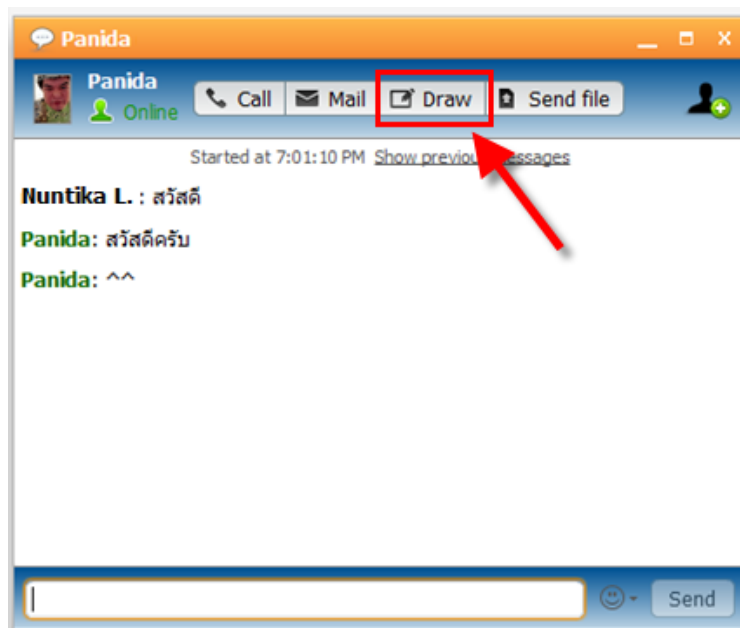 Panida
Panida
Online
Call Mail Draw Send file
Started at 7:01:10 PM Show previous messages
Nuntika L. : สวัสดี
Panida: สวัสดีครับ
Panida: ^^
Send